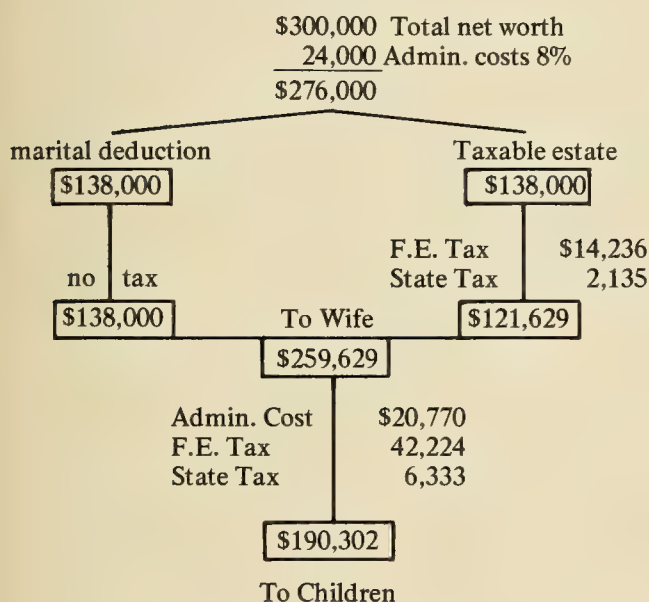 $300,000 Total net worth
24,000 Admin. costs 8%
$276,000
marital deduction Taxable estate
$138,000 $138,000
F.E. Tax $14,236
no tax State Tax 2,135
$138,000 To Wife $121,629
$259,629
Admin. Cost $20,770
F.E. Tax 42,224
State Tax 6,333
$190,302
To Children